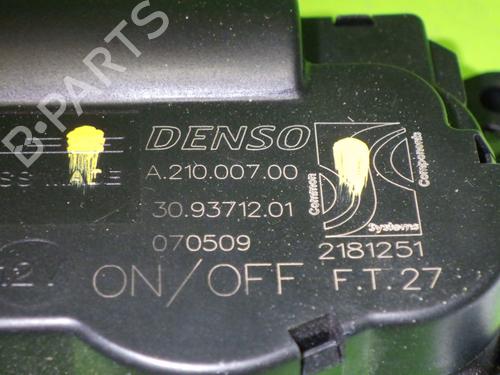 B-PARTS
DENSO
A.210.007.00
30.93712.01
070509
Common
Components
Systems
2181251
ON/OFF
F.T.27